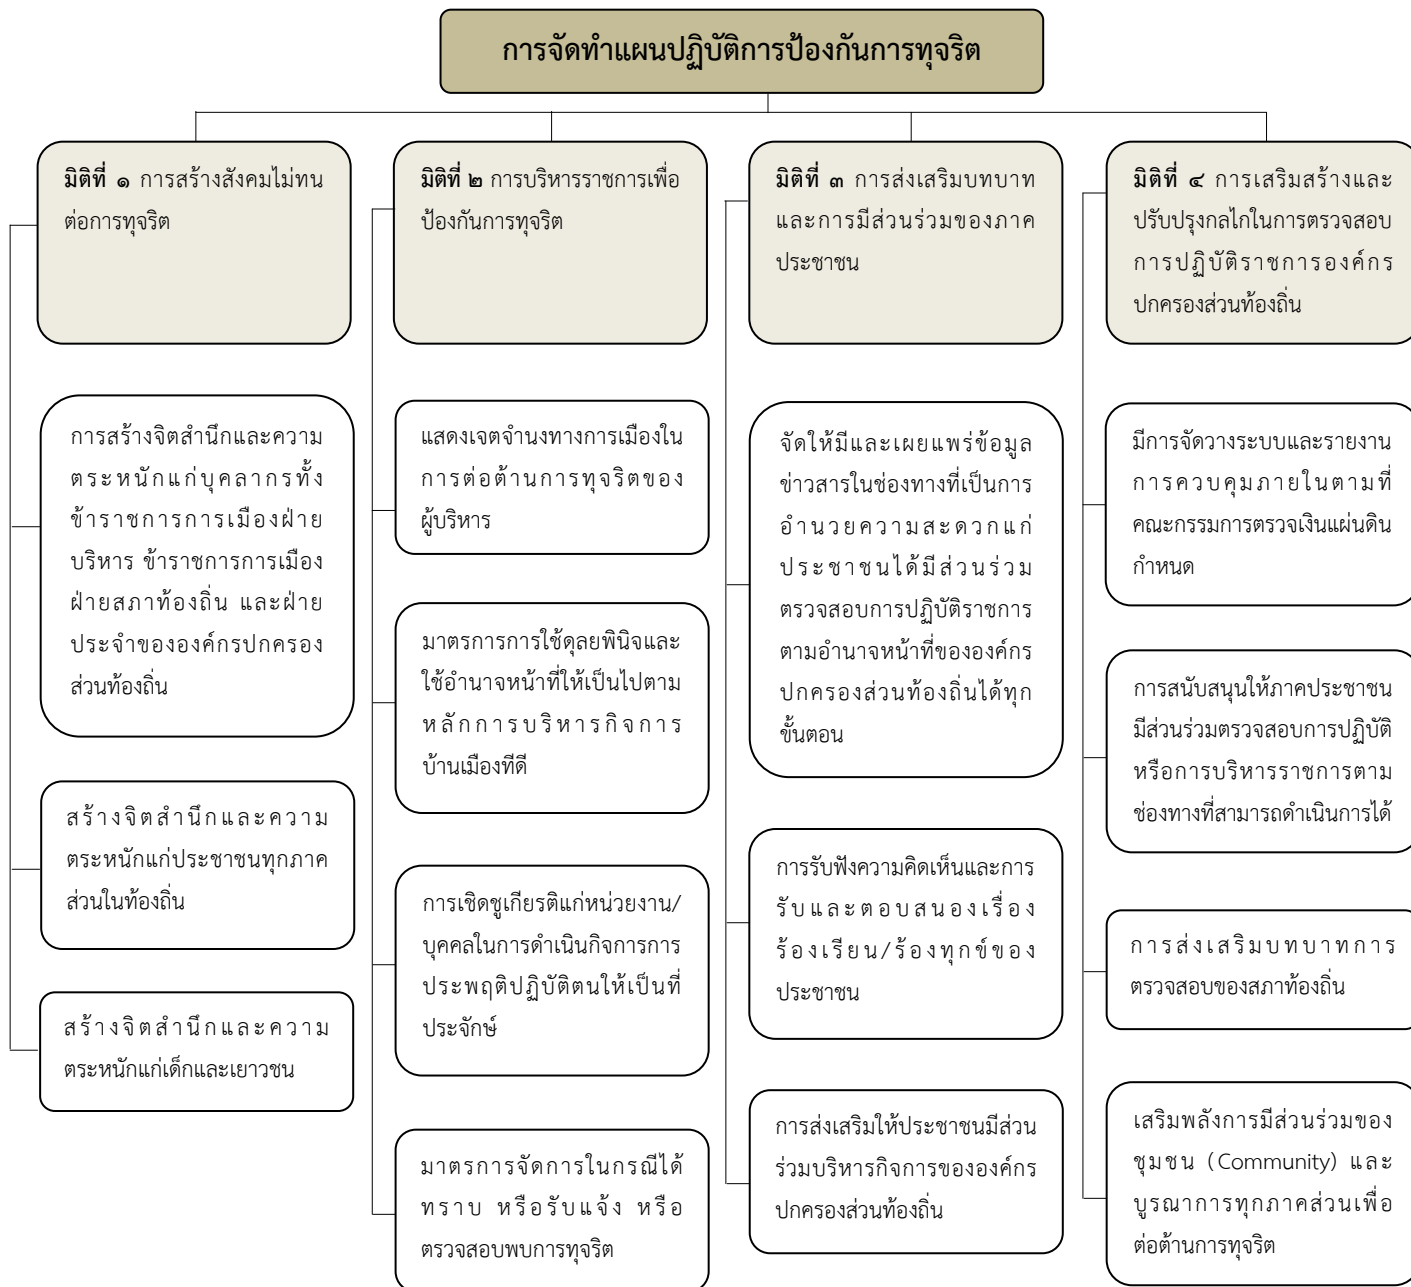 การจัดทำแผนปฏิบัติการป้องกันการทุจริต
มิติที่ ๑ การสร้างสังคมไม่ทน
ต่อการทุจริต
การสร้างจิตสำนึกและความ
ตระหนักแก่บุคลากรทั้ง
ข้าราชการการเมืองฝ่าย
บริหาร ข้าราชการการเมือง
ฝ่ายสภาท้องถิ่น และฝ่าย
ประจำขององค์กรปกครอง
ส่วนท้องถิ่น
สร้างจิตสำนึกและความ
ตระหนักแก่ประชาชนทุกภาค
ส่วนในท้องถิ่น
สร้างจิตสำนึกและความ
ตระหนักแก่เด็กและเยาวชน
มิติที่ ๒ การบริหารราชการเพื่อ
ป้องกันการทุจริต
แสดงเจตจำนงทางการเมืองใน
การต่อต้านการทุจริตของ
ผู้บริหาร
มาตรการการใช้ดุลยพินิจและ
ใช้อำนาจหน้าที่ให้เป็นไปตาม
หลักการบริหารกิจการ
บ้านเมืองทีดี
การเชิดชูเกียรติแก่หน่วยงาน/
บุคคลในการดำเนินกิจการการ
ประพฤติปฏิบัติตนให้เป็นที่
ประจักษ์
มาตรการจัดการในกรณีได้
ทราบ หรือรับแจ้ง หรือ
ตรวจสอบพบการทุจริต
มิติที่ ๓ การส่งเสริมบทบาท
และการมีส่วนร่วมของภาค
ประชาชน
จัดให้มีและเผยแพร่ข้อมูล
ข่าวสารในช่องทางที่เป็นการ
อำนวยความสะดวกแก่
ประชาชนได้มีส่วนร่วม
ตรวจสอบการปฏิบัติราชการ
ตามอำนาจหน้าที่ขององค์กร
ปกครองส่วนท้องถิ่นได้ทุก
ขั้นตอน
การรับฟังความคิดเห็นและการ
รับและตอบสนองเรื่อง
ร้องเรียน/ร้องทุกข์ของ
ประชาชน
การส่งเสริมให้ประชาชนมีส่วน
ร่วมบริหารกิจการขององค์กร
ปกครองส่วนท้องถิ่น
มิติที่ ๔ การเสริมสร้างและ
ปรับปรุงกลไกในการตรวจสอบ
การปฏิบัติราชการองค์กร
ปกครองส่วนท้องถิ่น
มีการจัดวางระบบและรายงาน
การควบคุมภายในตามที่
คณะกรรมการตรวจเงินแผ่นดิน
กำหนด
การสนับสนุนให้ภาคประชาชน
มีส่วนร่วมตรวจสอบการปฏิบัติ
หรือการบริหารราชการตาม
ช่องทางที่สามารถดำเนินการได้
การส่งเสริมบทบาทการ
ตรวจสอบของสภาท้องถิ่น
เสริมพลังการมีส่วนร่วมของ
ชุมชน (Community) และ
บูรณาการทุกภาคส่วนเพื่อ
ต่อต้านการทุจริต